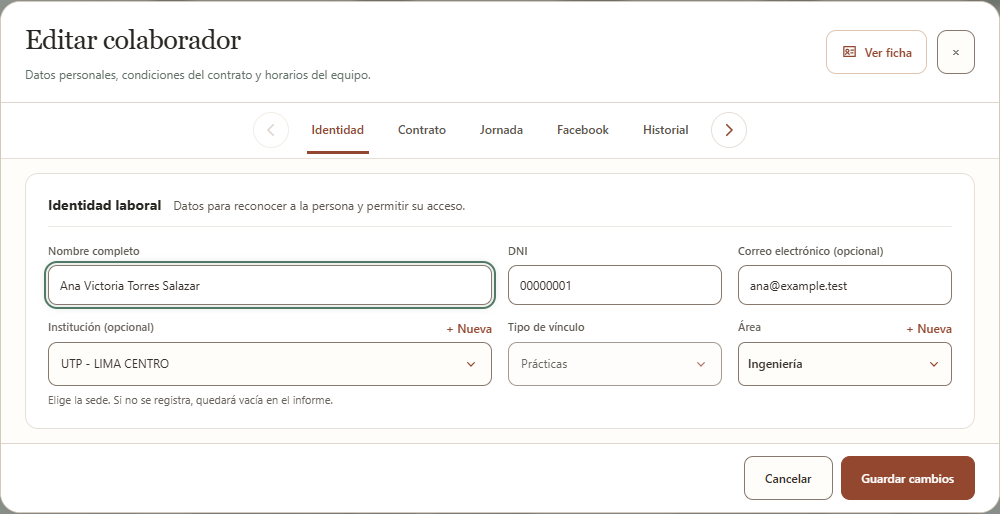 Editar colaborador
Datos personales, condiciones del contrato y horarios del equipo.
Ver ficha
×
Identidad
Contrato
Jornada
Facebook
Historial
Identidad laboral Datos para reconocer a la persona y permitir su acceso.
Nombre completo
Ana Victoria Torres Salazar
DNI
00000001
Correo electrónico (opcional)
ana@example.test
Institución (opcional)
+ Nueva
UTP - LIMA CENTRO
Elige la sede. Si no se registra, quedará vacía en el informe.
Tipo de vínculo
Prácticas
Área
+ Nueva
Ingeniería
Cancelar
Guardar cambios